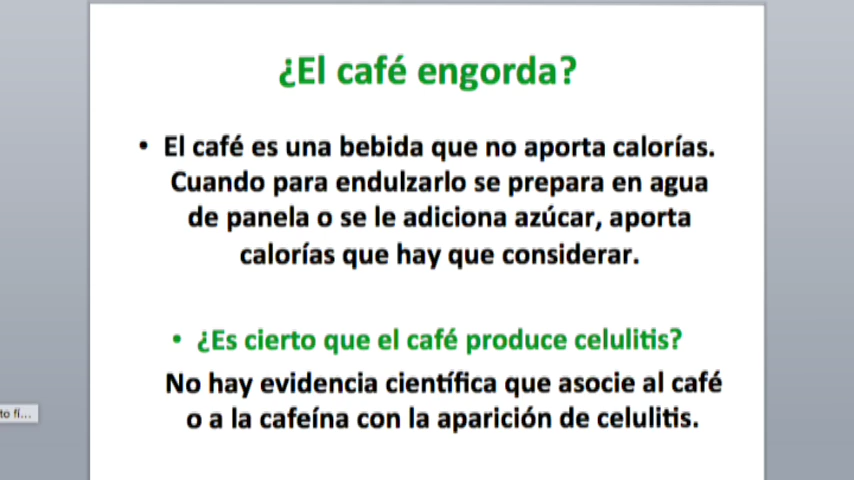 ¿El café engorda?
• El café es una bebida que no aporta calorías.
Cuando para endulzarlo se prepara en agua
de panela o se le adiciona azúcar, aporta
calorías que hay que considerar.
• ¿Es cierto que el café produce celulitis?
No hay evidencia científica que asocie al café
o a la cafeína con la aparición de celulitis.
to fí...